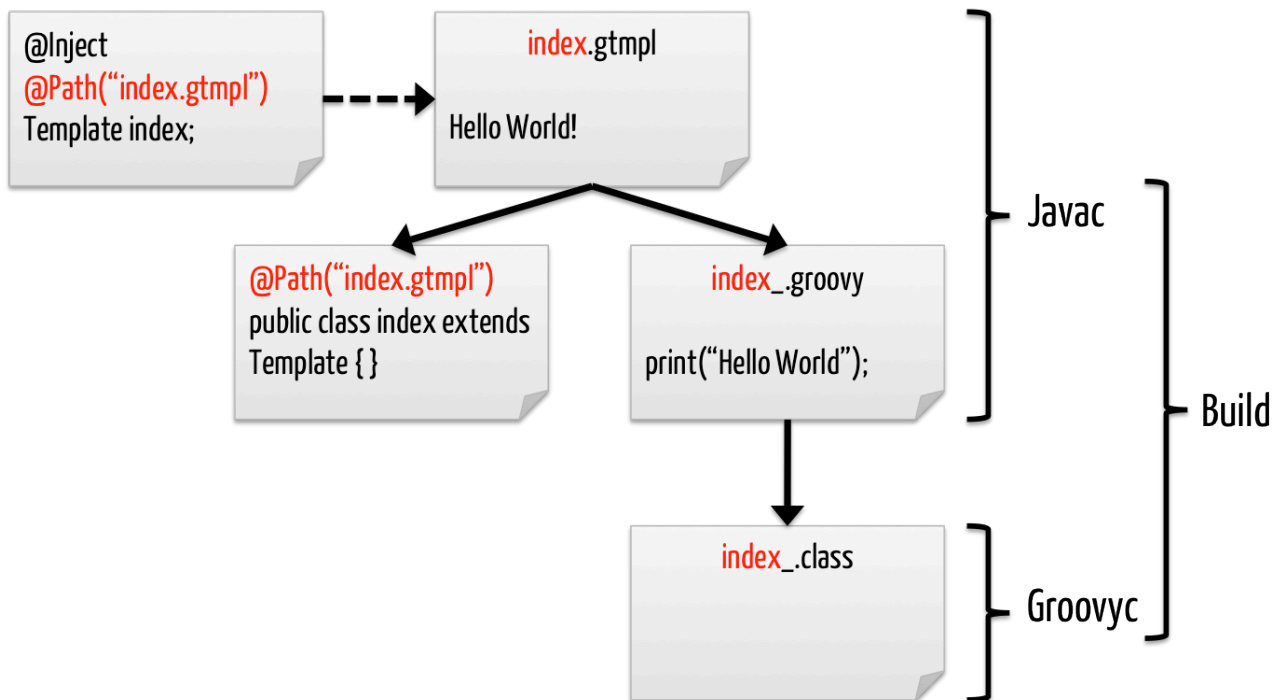 @Inject
@Path(“index.gtmpl”)
Template index;
index.gtmpl
Hello World!
Javac
@Path(“index.gtmpl”)
public class index extends
Template { }
index_.groovy
print(“Hello World”);
Build
index_.class
Groovyc